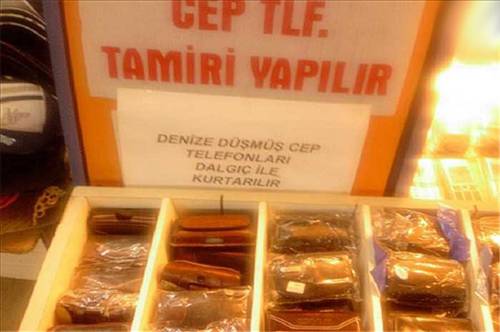 CEP TLF.
TAMİRİ YAPILIR
DENİZE DÜŞMÜŞ CEP
TELEFONLARI
DALGIÇ İLE
KURTARILIR